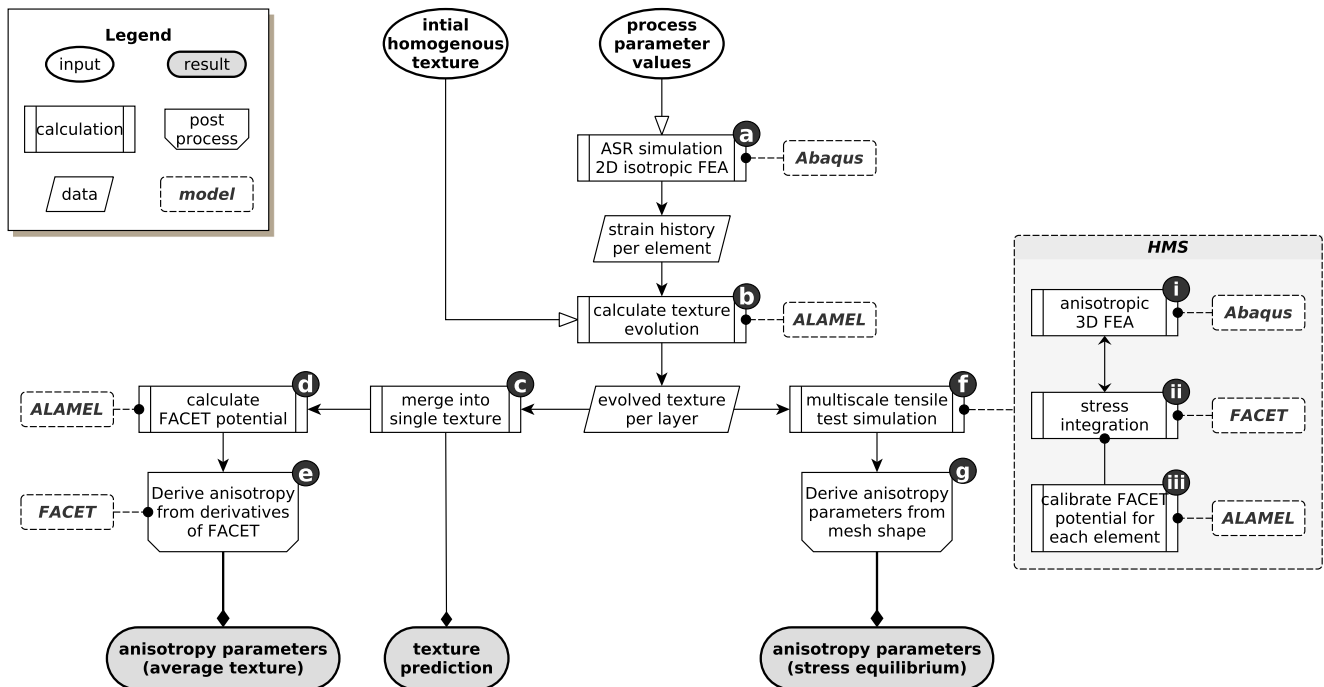 Legend
input
result
calculation
post
process
data
model
intial
homogenous
texture
process
parameter
values
a
ASR simulation
2D isotropic FEA
Abaqus
strain history
per element
b
calculate texture
evolution
ALAMEL
evolved texture
per layer
c
merge into
single texture
d
calculate
FACET potential
ALAMEL
e
Derive anisotropy
from derivatives
of FACET
FACET
f
multiscale tensile
test simulation
g
Derive anisotropy
parameters from
mesh shape
HMS
i
anisotropic
3D FEA
Abaqus
ii
stress
integration
FACET
iii
calibrate FACET
potential for
each element
ALAMEL
anisotropy parameters
(average texture)
texture
prediction
anisotropy parameters
(stress equilibrium)